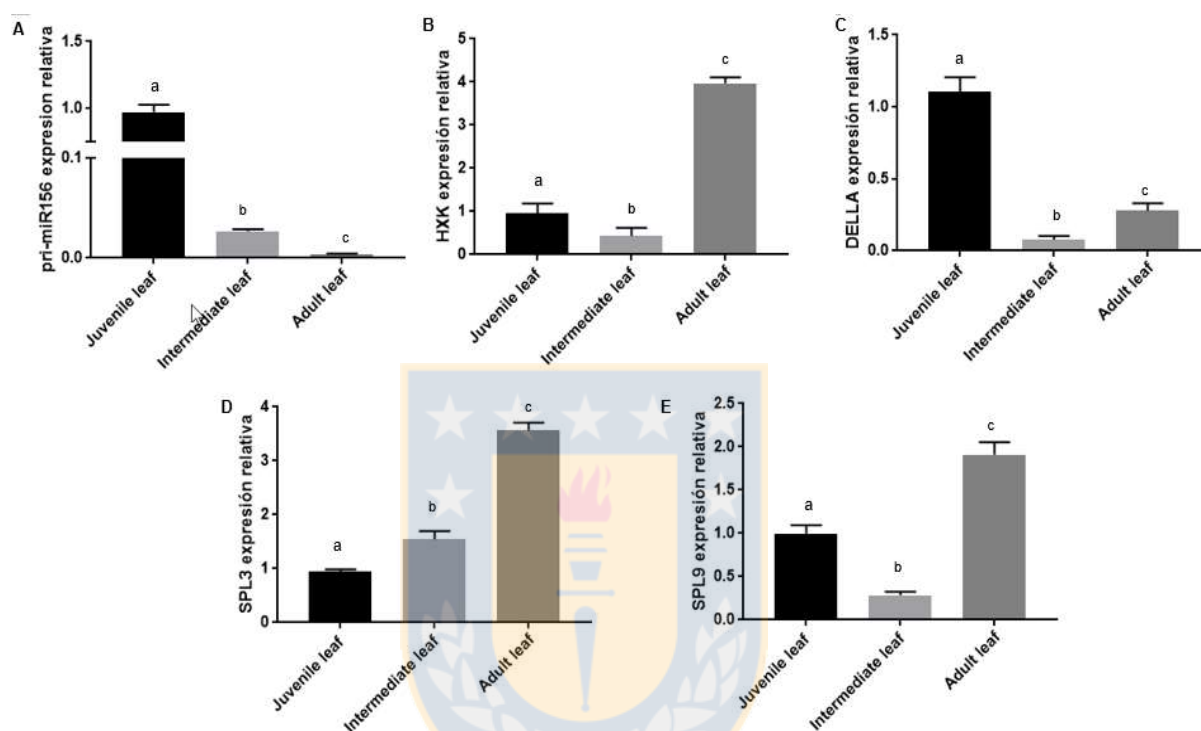 A
pri-miR156 expresión relativa
1.5
1.0
0.1
0.0
a
b
c
Juvenile leaf
Intermediate leaf
Adult leaf
B
HXK expresión relativa
5
4
3
2
1
0
a
b
c
Juvenile leaf
Intermediate leaf
Adult leaf
C
DELLA expresión relativa
1.5
1.0
0.5
0.0
a
b
c
Juvenile leaf
Intermediate leaf
Adult leaf
D
SPL3 expresión relativa
4
3
2
1
0
a
b
c
Juvenile leaf
Intermediate leaf
Adult leaf
E
SPL9 expresión relativa
2.5
2.0
1.5
1.0
0.5
0.0
a
b
c
Juvenile leaf
Intermediate leaf
Adult leaf